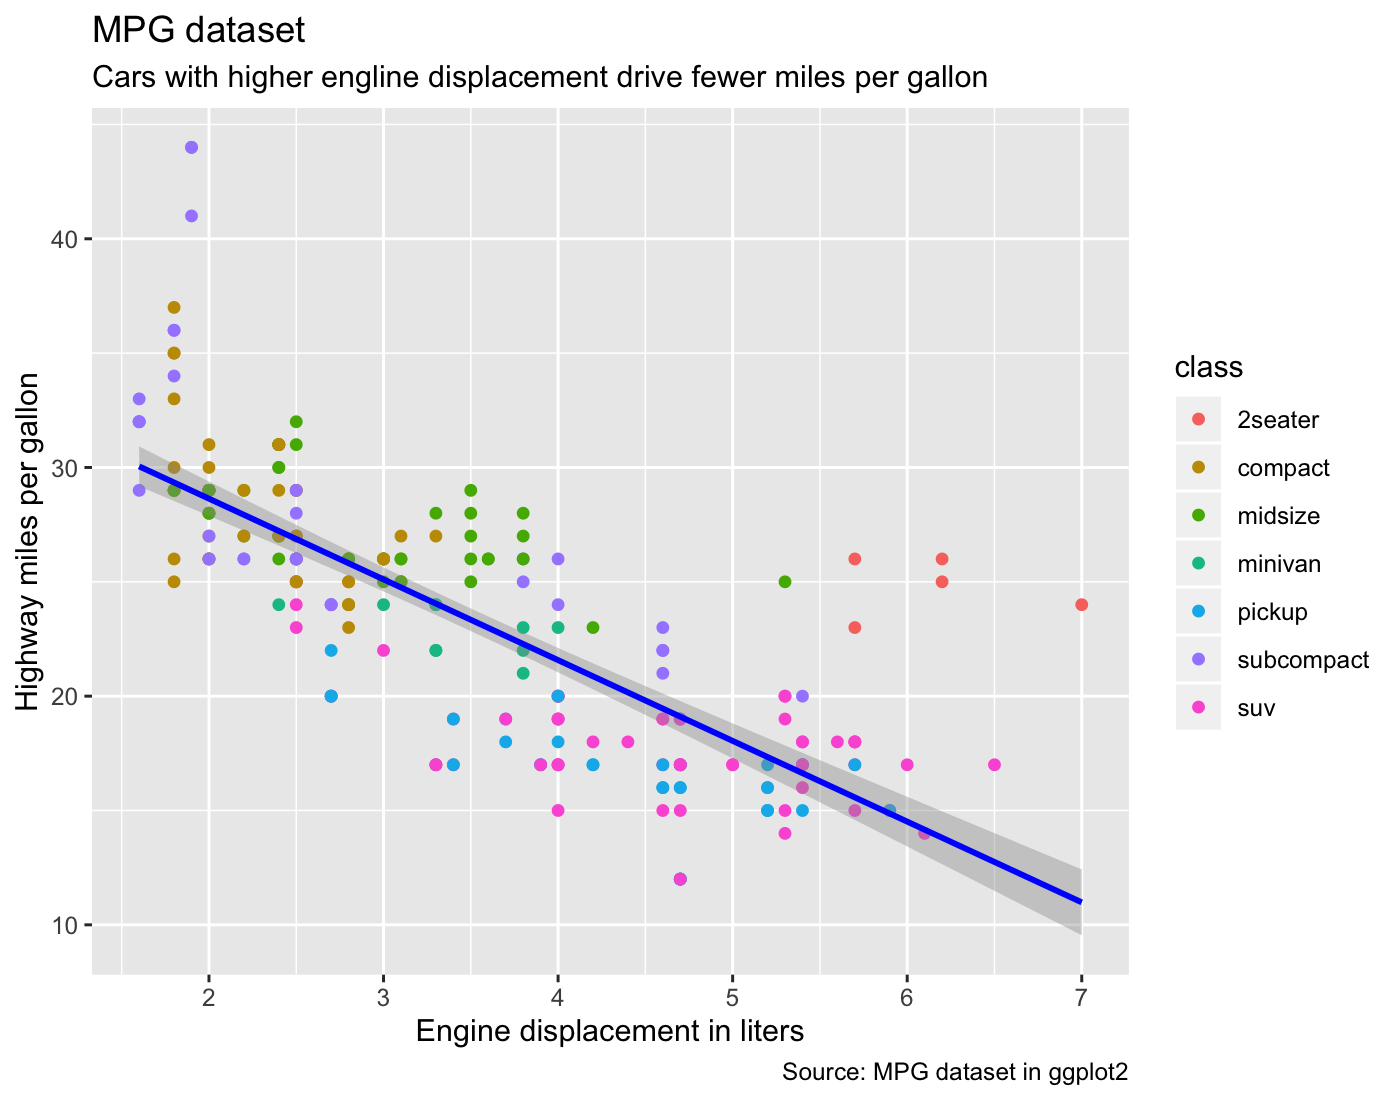 MPG dataset
Cars with higher engline displacement drive fewer miles per gallon
Highway miles per gallon
40
30
20
10
2 3 4 5 6 7
Engine displacement in liters
class
2seater
compact
midsize
minivan
pickup
subcompact
suv
Source: MPG dataset in ggplot2